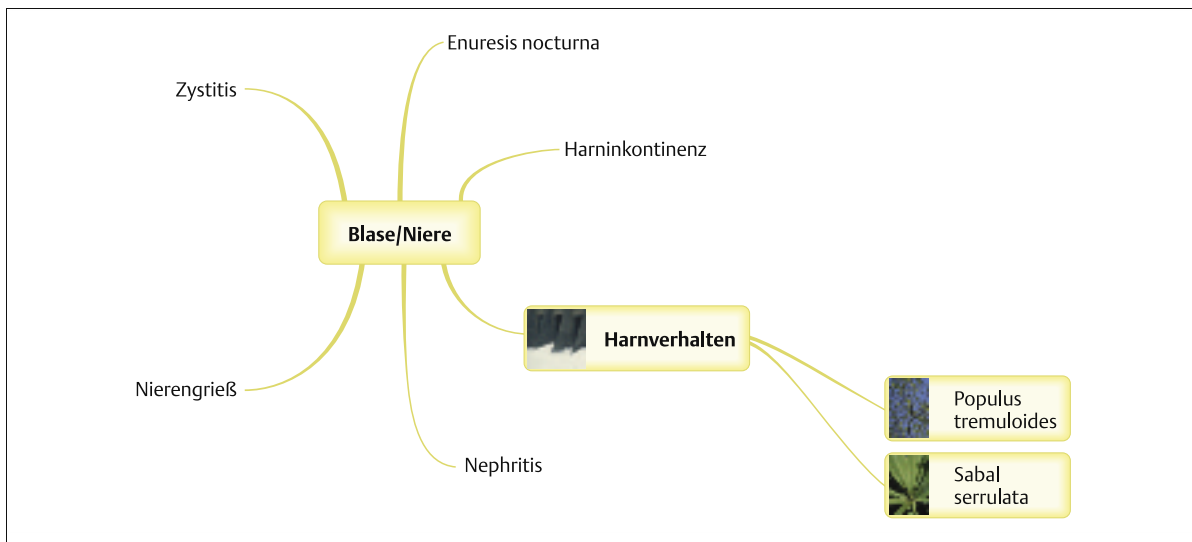 Enuresis nocturna
Zystitis
Harninkontinenz
Blase/Niere
Harnverhalten
Nierengrieß
Populus
tremuloides
Nephritis
Sabal
serrulata